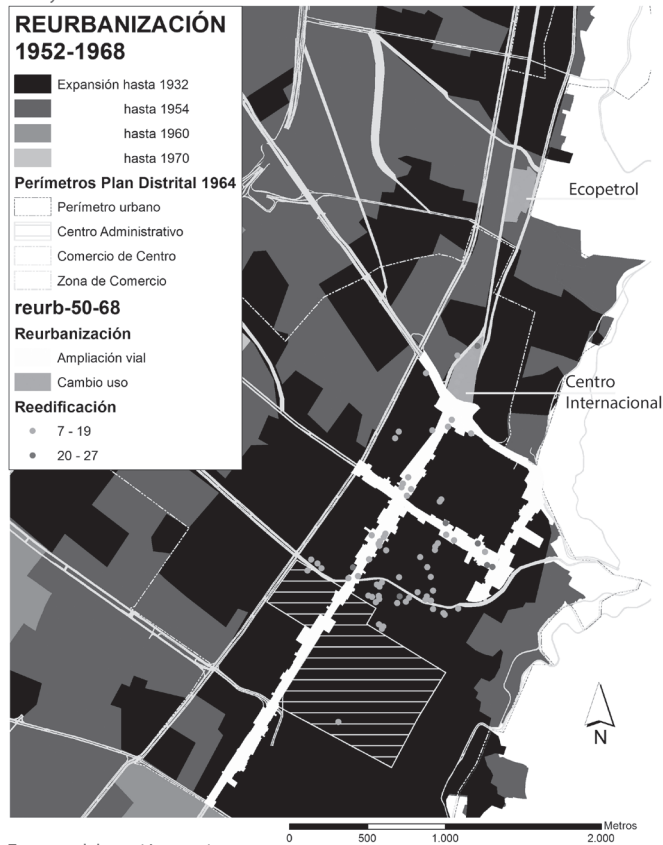 REURBANIZACIÓN
1952-1968
Expansión hasta 1932
hasta 1954
hasta 1960
hasta 1970
Perímetros Plan Distrital 1964
Perímetro urbano
Centro Administrativo
Comercio de Centro
Zona de Comercio
reurb-50-68
Reurbanización
Ampliación vial
Cambio uso
Reedificación
7 - 19
20 - 27
Ecopetrol
Centro
Internacional
N
Metros
0 500 1.000 2.000